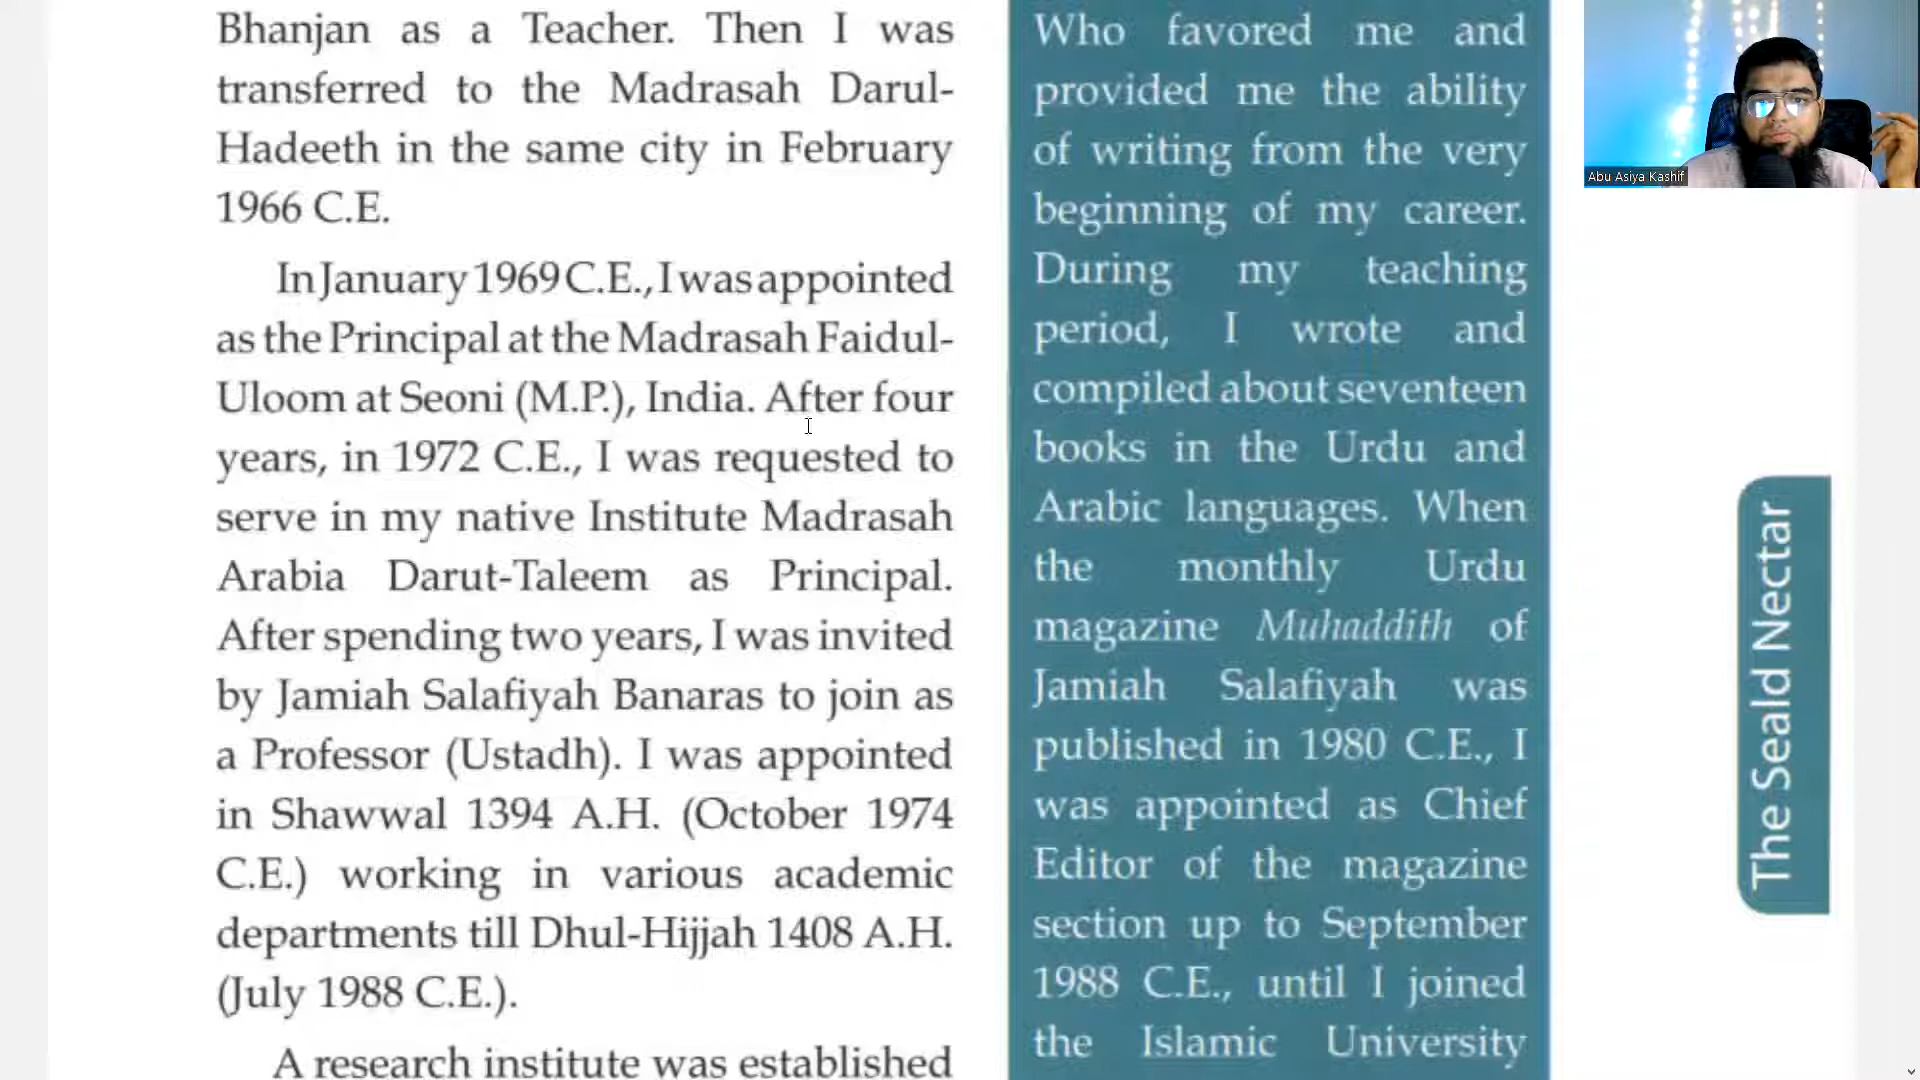 Bhanjan as a Teacher. Then I was
transferred to the Madrasah Darul-
Hadeeth in the same city in February
1966 C.E.
In January 1969 C.E., I was appointed
as the Principal at the Madrasah Faidul-
Uloom at Seoni (M.P.), India. After four
years, in 1972 C.E., I was requested to
serve in my native Institute Madrasah
Arabia Darut-Taleem as Principal.
After spending two years, I was invited
by Jamiah Salafiyah Banaras to join as
a Professor (Ustadh). I was appointed
in Shawwal 1394 A.H. (October 1974
C.E.) working in various academic
departments till Dhul-Hijjah 1408 A.H.
(July 1988 C.E.).
A research institute was established
Who favored me and
provided me the ability
of writing from the very
beginning of my career.
During my teaching
period, I wrote and
compiled about seventeen
books in the Urdu and
Arabic languages. When
the monthly Urdu
magazine Muhaddith of
Jamiah Salafiyah was
published in 1980 C.E., I
was appointed as Chief
Editor of the magazine
section up to September
1988 C.E., until I joined
the Islamic University
The Seald Nectar
Abu Asiya Kashif